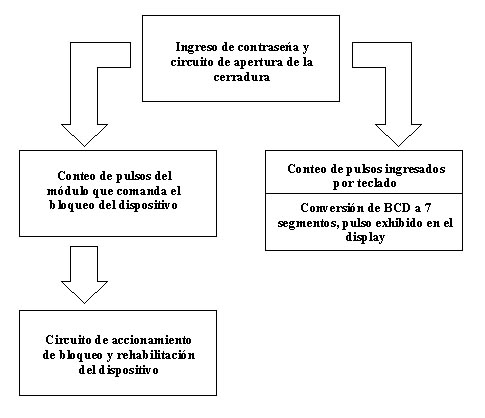 Ingreso de contraseña y
circuito de apertura de la
cerradura
Conteo de pulsos del
módulo que comanda el
bloqueo del dispositivo
Conteo de pulsos ingresados
por teclado
Conversión de BCD a 7
segmentos, pulso exhibido en el
display
Circuito de accionamiento
de bloqueo y rehabilitación
del dispositivo